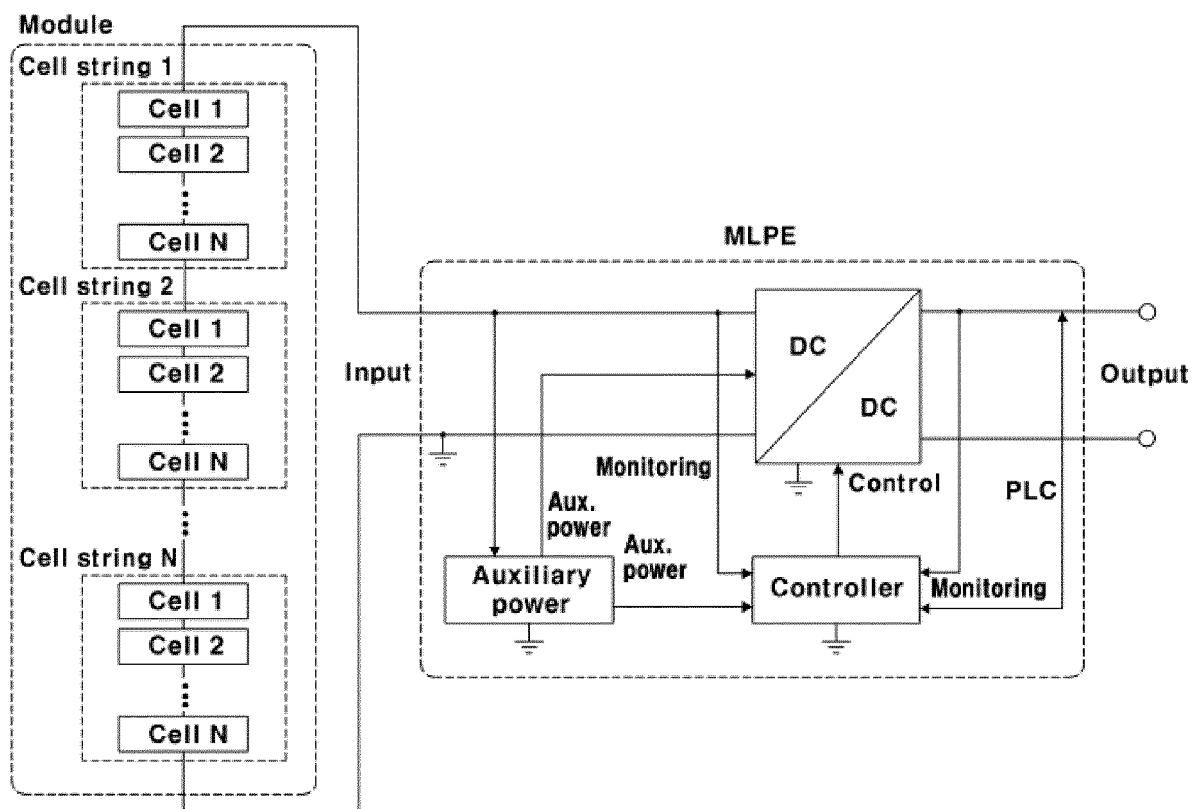 Module
Cell string 1
Cell 1
Cell 2
Cell N
Cell string 2
Cell 1
Cell 2
Cell N
Cell string N
Cell 1
Cell 2
Cell N
MLPE
Input
DC
DC
Output
Monitoring
Control
PLC
Aux.
power
Aux.
power
Auxiliary
power
Controller
Monitoring